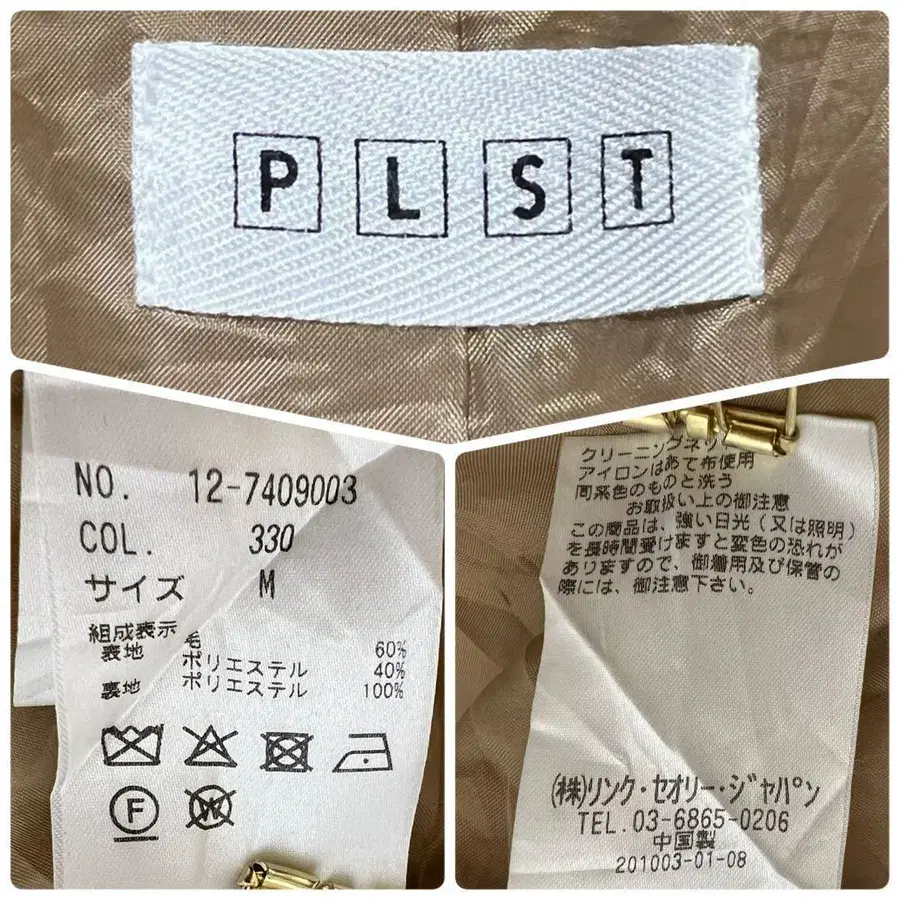 PLST
NO. 12-7409003
COL. 330
サイズ M
組成表示
表地 毛 60%
ポリエステル 40%
裏地 ポリエステル 100%
F
W
クリーニングネッ
アイロンはあて布使用
同系色のものと洗う
お取扱い上の御注意
この商品は、強い日光(又は照明)
を長時間受けますと変色の恐れが
ありますので、御着用及び保管の
際には、御注意下さい。
(株)リンク・セオリー・ジャパン
TEL.03-6865-0206
中国製
201003-01-08